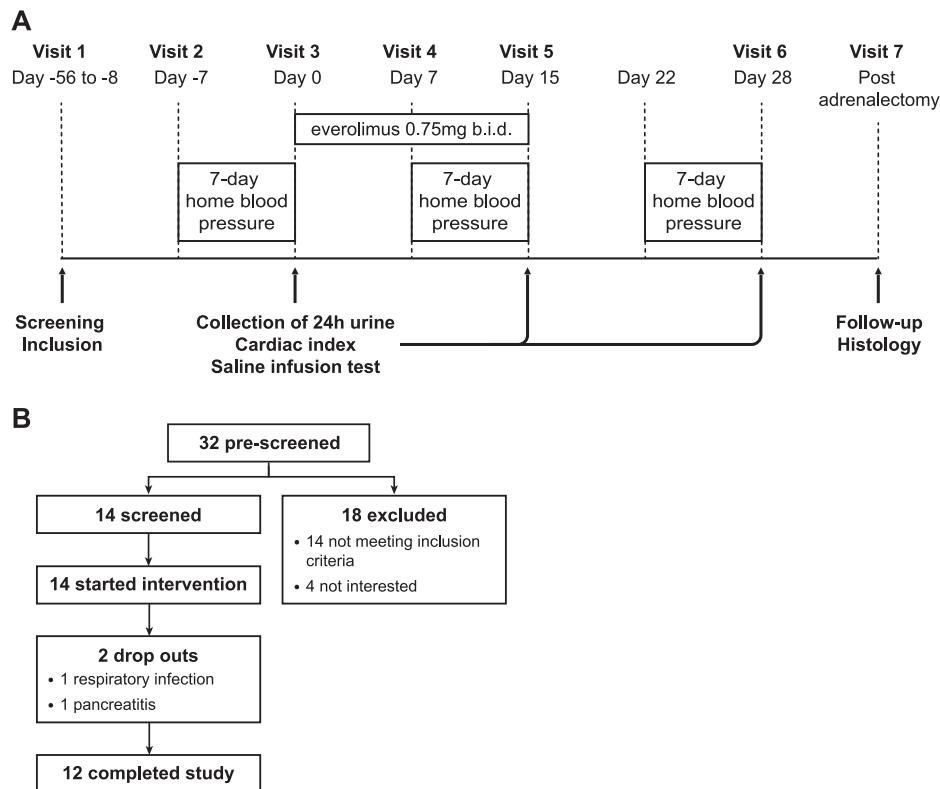 A
Visit 1 Visit 2 Visit 3 Visit 4 Visit 5 Visit 6 Visit 7
Day -56 to -8 Day -7 Day 0 Day 7 Day 15 Day 22 Day 28 Post
adrenalectomy
everolimus 0.75mg b.i.d.
7-day
home blood
pressure
7-day
home blood
pressure
7-day
home blood
pressure
Screening
Inclusion
Collection of 24h urine
Cardiac index
Saline infusion test
Follow-up
Histology
B
32 pre-screened
14 screened
18 excluded
• 14 not meeting inclusion
criteria
• 4 not interested
14 started intervention
2 drop outs
• 1 respiratory infection
• 1 pancreatitis
12 completed study